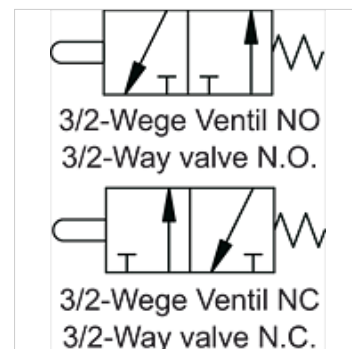 3/2-Wege Ventil NO
3/2-Way valve N.O.
3/2-Wege Ventil NC
3/2-Way valve N.C.